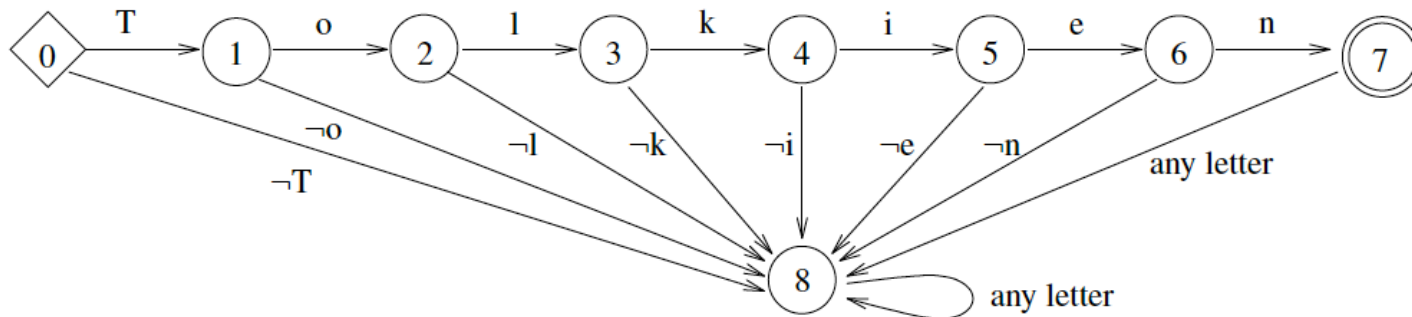 T o l k i e n
0 1 2 3 4 5 6 7
¬o ¬l ¬k ¬i ¬e ¬n
any letter
¬T
8
any letter